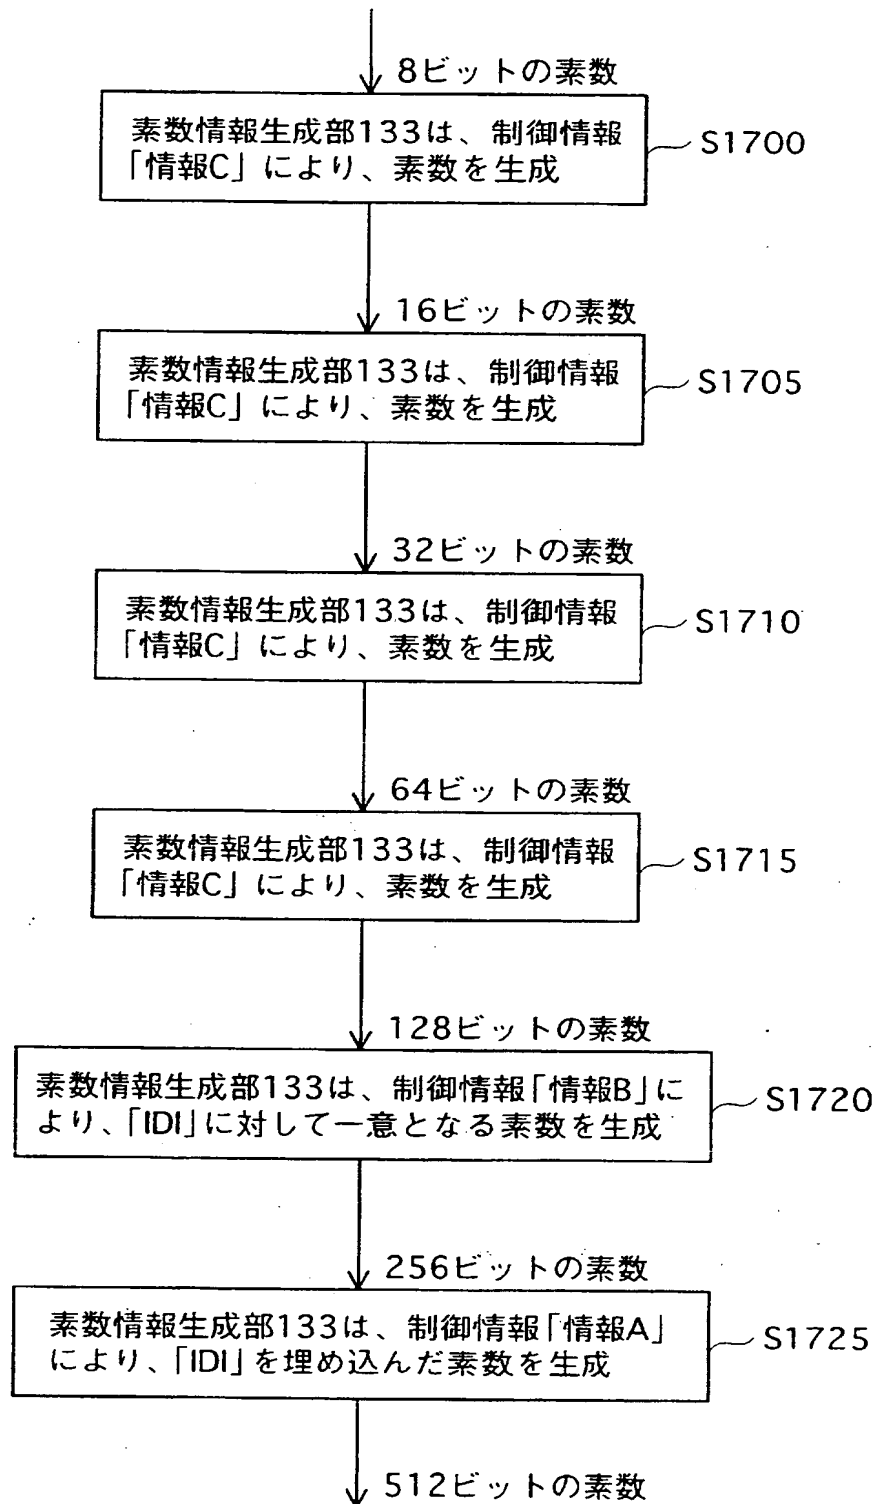 8ビットの素数
素数情報生成部133は、制御情報
「情報C」により、素数を生成
S1700
16ビットの素数
素数情報生成部133は、制御情報
「情報C」により、素数を生成
S1705
32ビットの素数
素数情報生成部133は、制御情報
「情報C」により、素数を生成
S1710
64ビットの素数
素数情報生成部133は、制御情報
「情報C」により、素数を生成
S1715
128ビットの素数
素数情報生成部133は、制御情報「情報B」に
より、「IDI」に対して一意となる素数を生成
S1720
256ビットの素数
素数情報生成部133は、制御情報「情報A」
により、「IDI」を埋め込んだ素数を生成
S1725
512ビットの素数